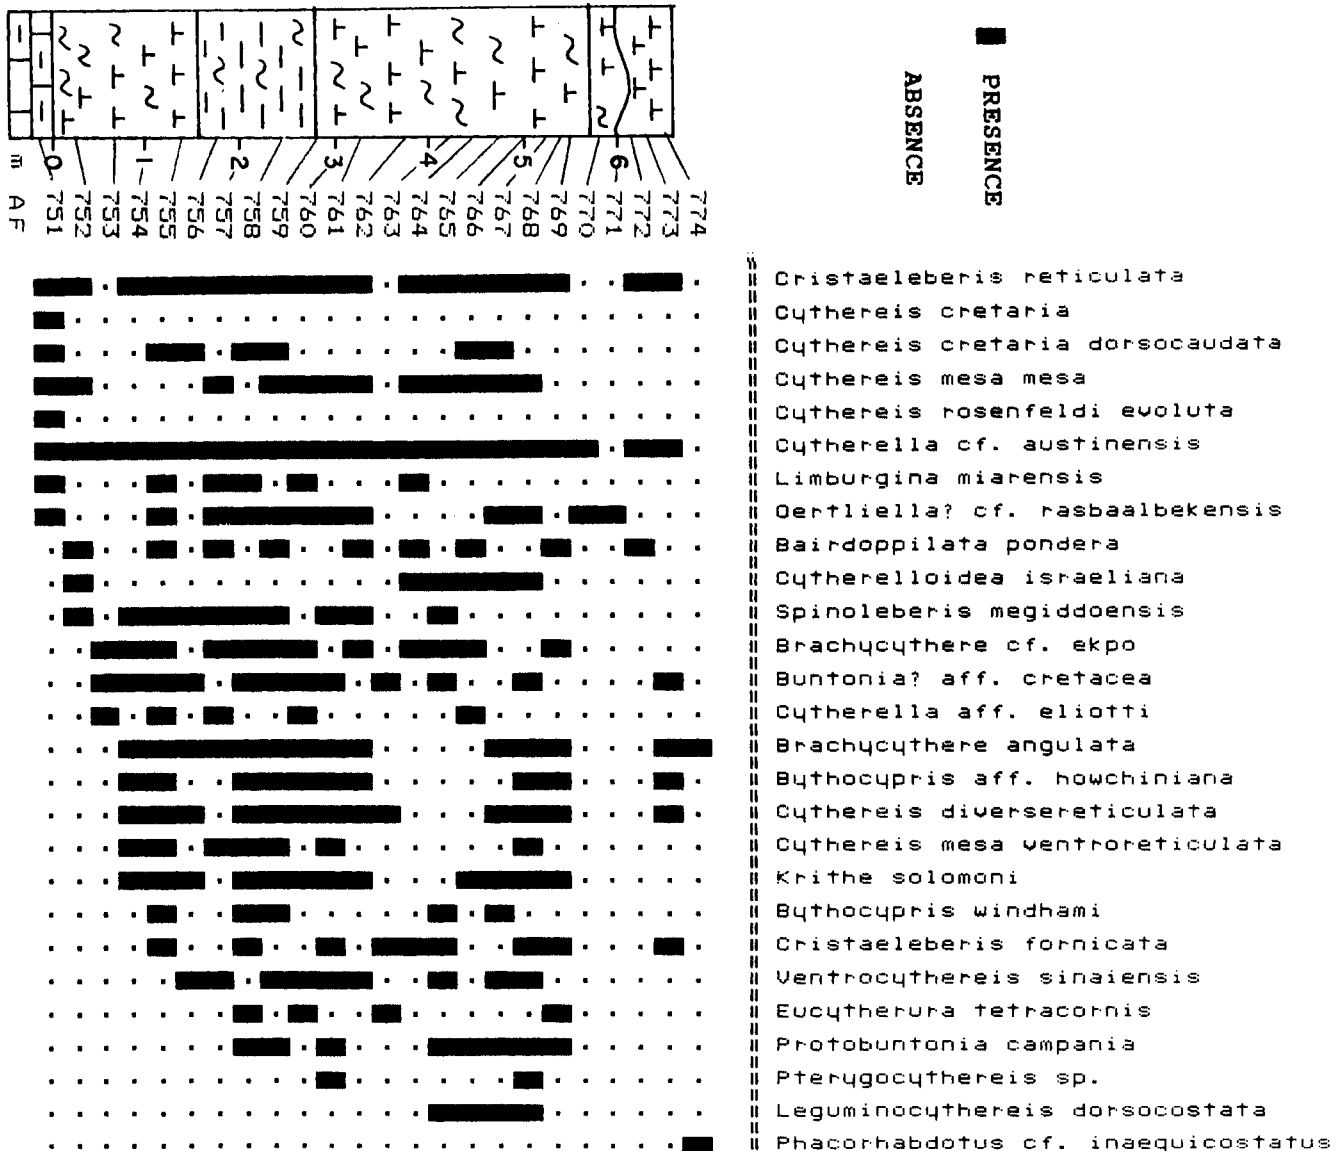 PRESENCE
ABSENCE
0 1 2 3 4 5 6
m AF 751 752 753 754 755 756 757 758 759 760 761 762 763 764 765 766 767 768 769 770 771 772 773 774
Cristaeleberis reticulata
Cythereis cretaria
Cythereis cretaria dorsocaudata
Cythereis mesa mesa
Cythereis rosenfeldi evoluta
Cytherella cf. austinensis
Limburgina miarensis
Oertliella? cf. rasbaalbekensis
Bairdoppilata pondera
Cytherelloidea israeliana
Spinoleberis megiddoensis
Brachycythere cf. ekpo
Buntonia? aff. cretacea
Cytherella aff. eliotti
Brachycythere angulata
Bythocypris aff. howchiniana
Cythereis diversereticulata
Cythereis mesa ventroreticulata
Krithe solomoni
Bythocypris windhami
Cristaeleberis fornicata
Ventrocythereis sinaiensis
Eucytherura tetracornis
Protobuntonia campania
Pterygocythereis sp.
Leguminocythereis dorsocostata
Phacorhabdotus cf. inaequicostatus